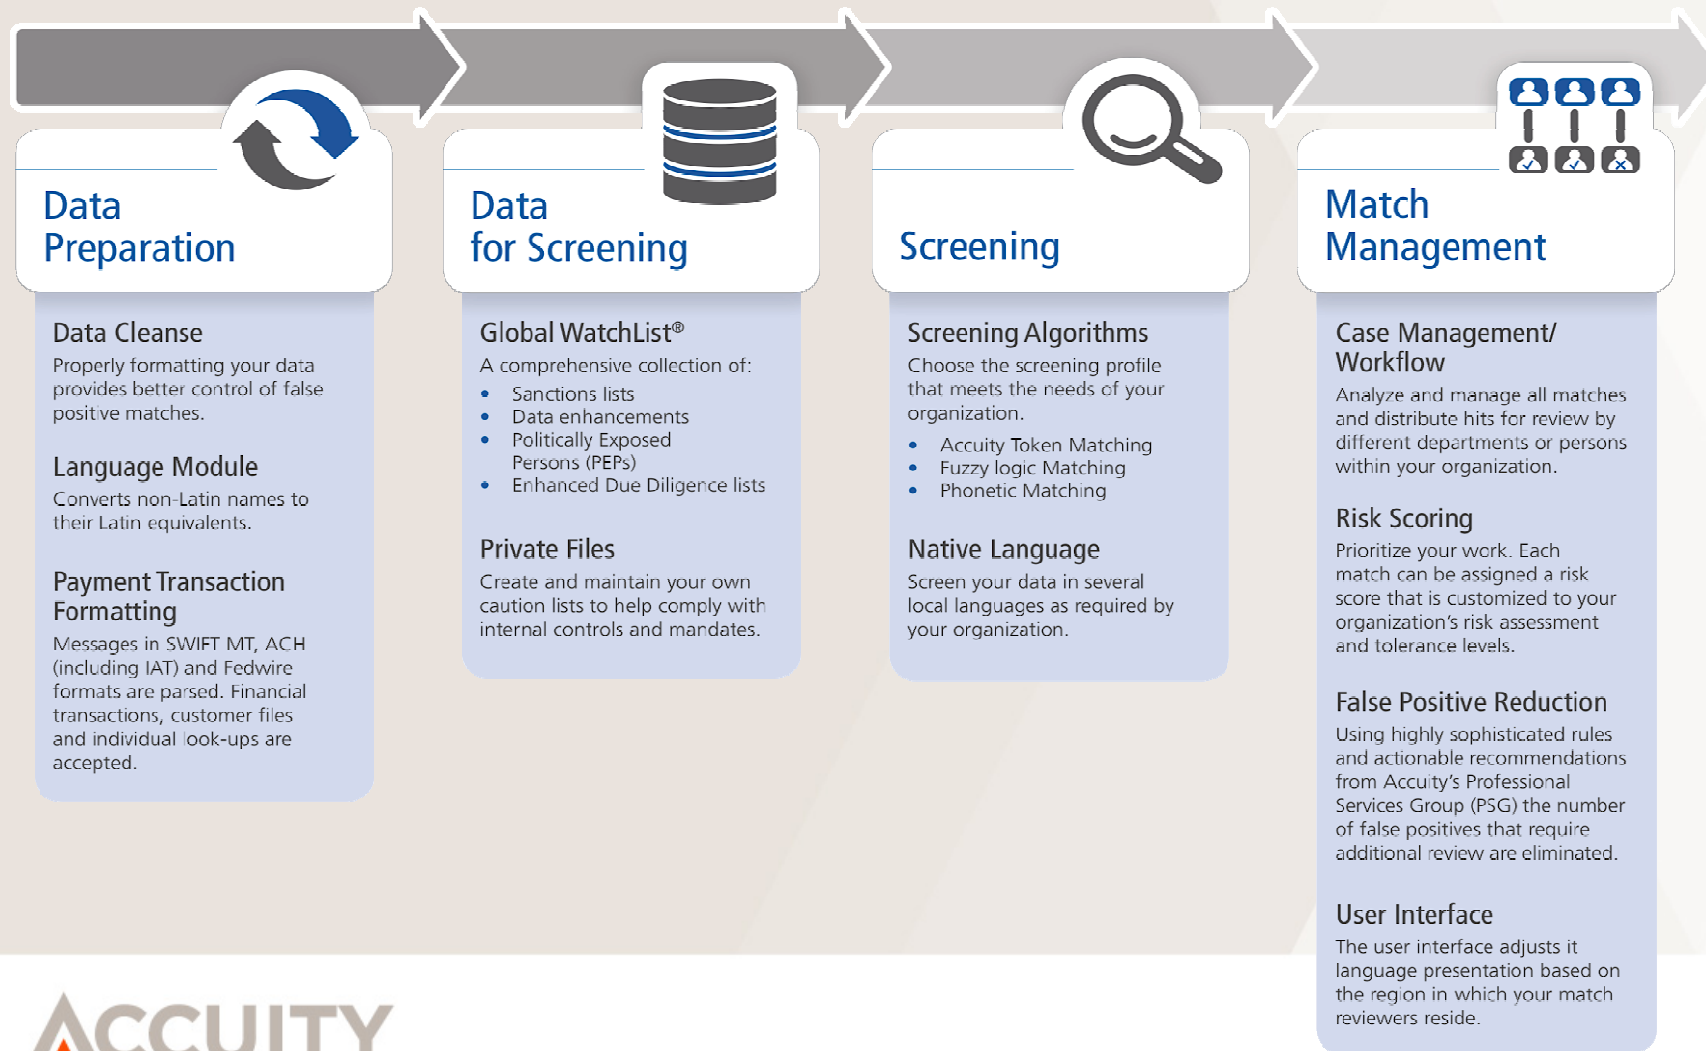 Data
Preparation
Data Cleanse
Properly formatting your data
provides better control of false
positive matches.
Language Module
Converts non-Latin names to
their Latin equivalents.
Payment Transaction
Formatting
Messages in SWIFT MT, ACH
(including IAT) and Fedwire
formats are parsed. Financial
transactions, customer files
and individual look-ups are
accepted.
Data
for Screening
Global WatchList®
A comprehensive collection of:
• Sanctions lists
• Data enhancements
• Politically Exposed
Persons (PEPs)
• Enhanced Due Diligence lists
Private Files
Create and maintain your own
caution lists to help comply with
internal controls and mandates.
Screening
Screening Algorithms
Choose the screening profile
that meets the needs of your
organization.
• Accuity Token Matching
• Fuzzy logic Matching
• Phonetic Matching
Native Language
Screen your data in several
local languages as required by
your organization.
Match
Management
Case Management/
Workflow
Analyze and manage all matches
and distribute hits for review by
different departments or persons
within your organization.
Risk Scoring
Prioritize your work. Each
match can be assigned a risk
score that is customized to your
organization's risk assessment
and tolerance levels.
False Positive Reduction
Using highly sophisticated rules
and actionable recommendations
from Accuity's Professional
Services Group (PSG) the number
of false positives that require
additional review are eliminated.
User Interface
The user interface adjusts it
language presentation based on
the region in which your match
reviewers reside.
ACCUITY